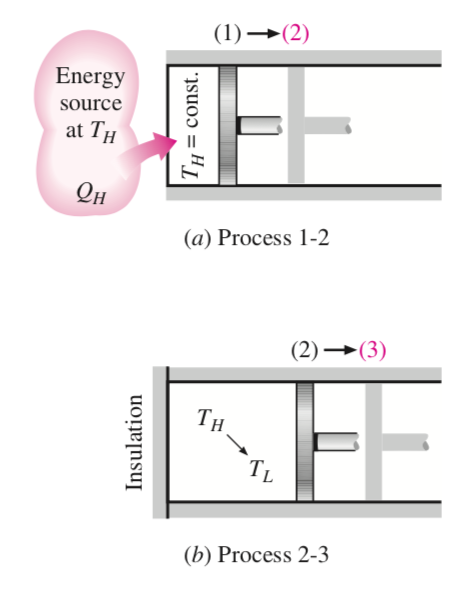 (1) → (2)
Energy
source
at T_H
Q_H
T_H = const.
(a) Process 1-2
(2) → (3)
Insulation
T_H
T_L
(b) Process 2-3